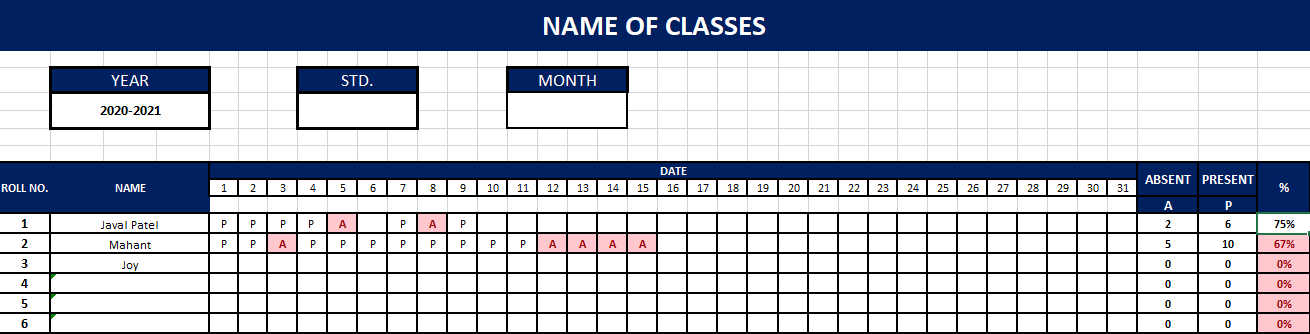 NAME OF CLASSES
YEAR STD. MONTH
2020-2021
DATE
ROLL NO. NAME 1 2 3 4 5 6 7 8 9 10 11 12 13 14 15 16 17 18 19 20 21 22 23 24 25 26 27 28 29 30 31 ABSENT PRESENT %
A P
1 Javal Patel P P P P A P A P 2 6 75%
2 Mahant P P A P P P P P P P P A A A A 5 10 67%
3 Joy 0 0 0%
4 0 0 0%
5 0 0 0%
6 0 0 0%